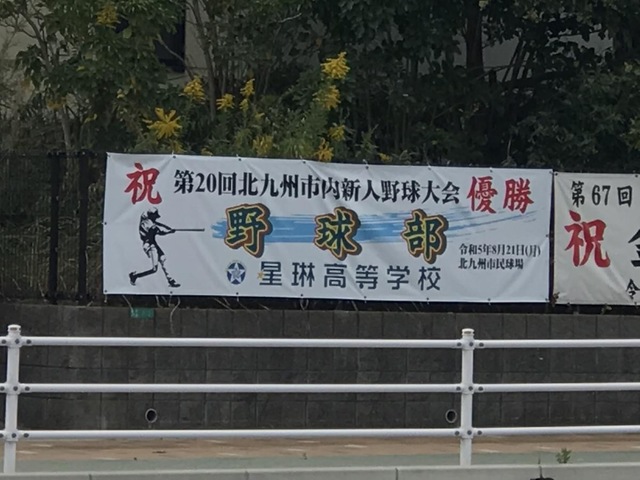 祝 第20回北九州市内新人野球大会 優勝
野球部
令和5年8月21日(月)
北九州市民球場
星琳高等学校
第67回
祝
令